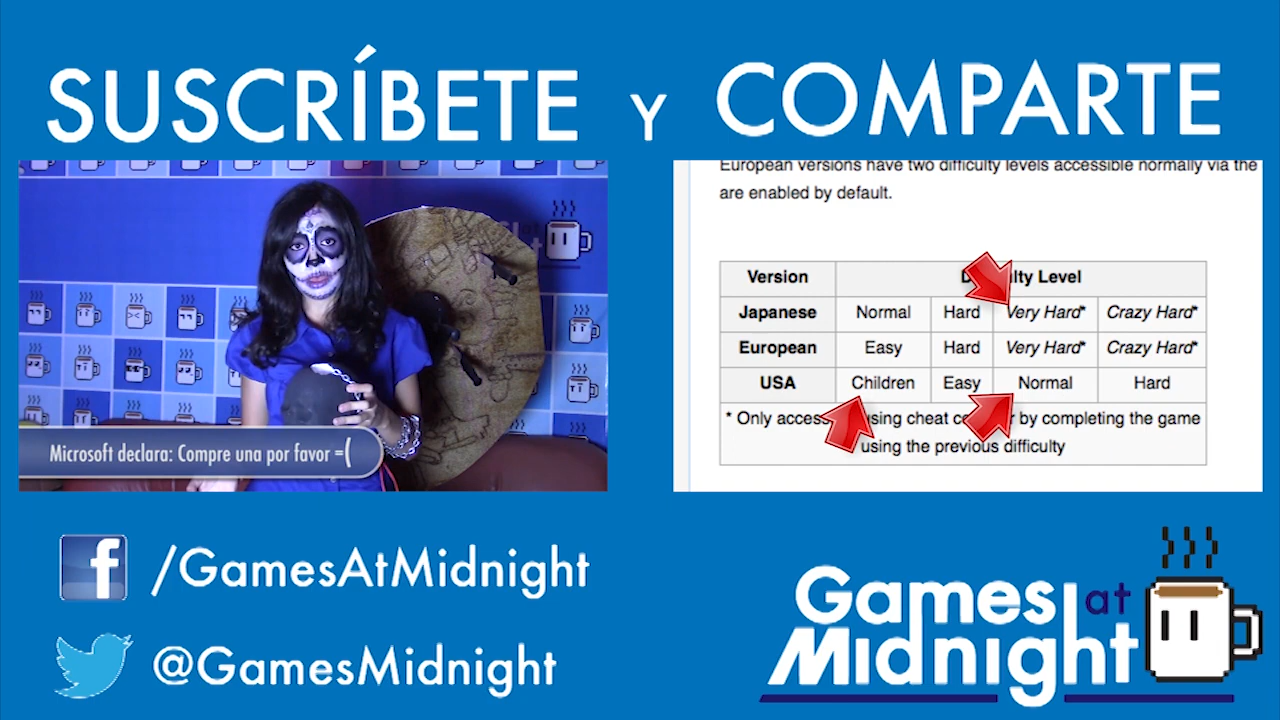 SUSCRÍBETE Y COMPARTE
Microsoft declara: Compre una por favor =(
European versions have two difficulty levels accessible normally via the
are enabled by default.
Version Level
Japanese Normal Hard Very Hard* Crazy Hard*
European Easy Hard Very Hard* Crazy Hard*
USA Children Easy Normal Hard
* Only using cheat by completing the game
using the previous difficulty
/GamesAtMidnight
@GamesMidnight
Games at
Midnight